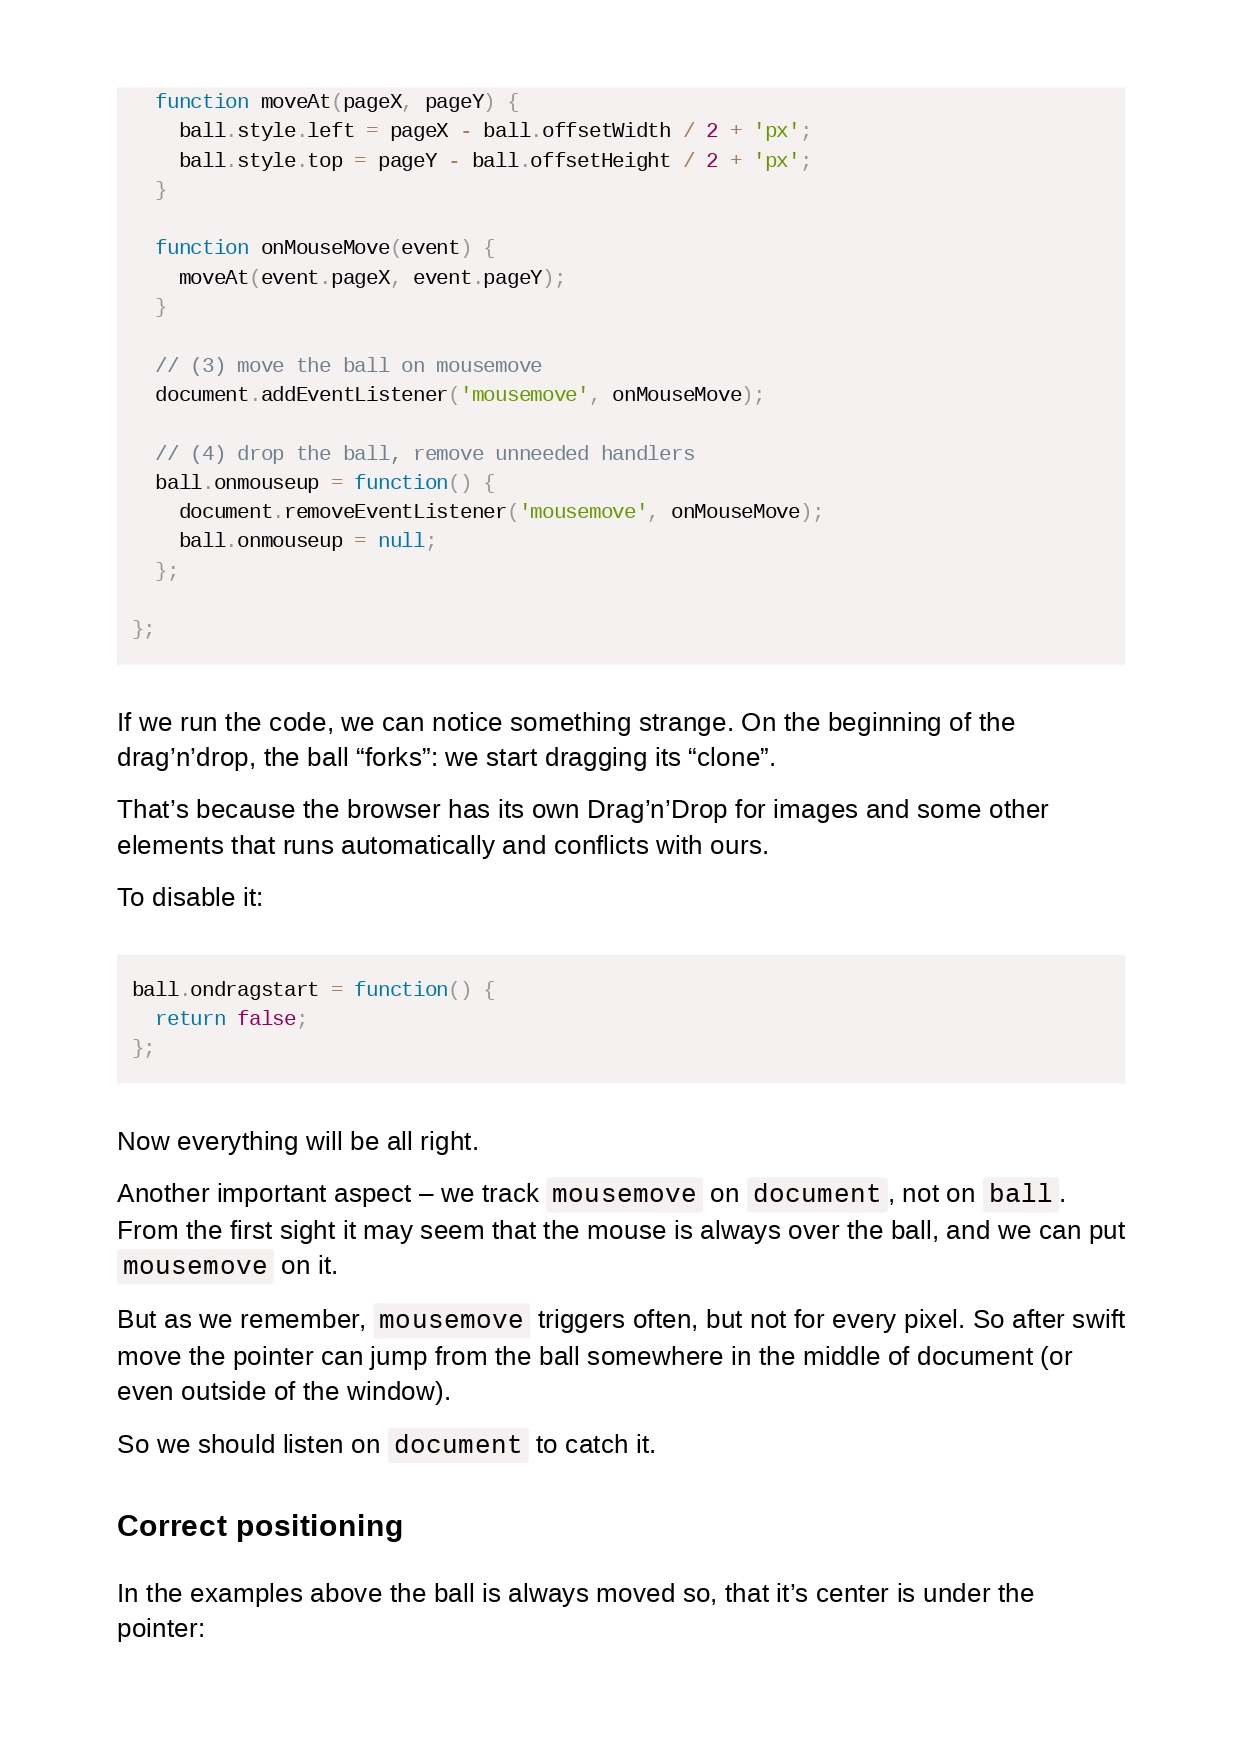 function moveAt(pageX, pageY) {
ball.style.left = pageX - ball.offsetWidth / 2 + 'px';
ball.style.top = pageY - ball.offsetHeight / 2 + 'px';
}
function onMouseMove(event) {
moveAt(event.pageX, event.pageY);
}
// (3) move the ball on mousemove
document.addEventListener('mousemove', onMouseMove);
// (4) drop the ball, remove unneeded handlers
ball.onmouseup = function() {
document.removeEventListener('mousemove', onMouseMove);
ball.onmouseup = null;
};
};
If we run the code, we can notice something strange. On the beginning of the
drag’n’drop, the ball “forks”: we start dragging its “clone”.
That’s because the browser has its own Drag’n’Drop for images and some other
elements that runs automatically and conflicts with ours.
To disable it:
ball.ondragstart = function() {
return false;
};
Now everything will be all right.
Another important aspect – we track mousemove on document, not on ball.
From the first sight it may seem that the mouse is always over the ball, and we can put
mousemove on it.
But as we remember, mousemove triggers often, but not for every pixel. So after swift
move the pointer can jump from the ball somewhere in the middle of document (or
even outside of the window).
So we should listen on document to catch it.
Correct positioning
In the examples above the ball is always moved so, that it’s center is under the
pointer: